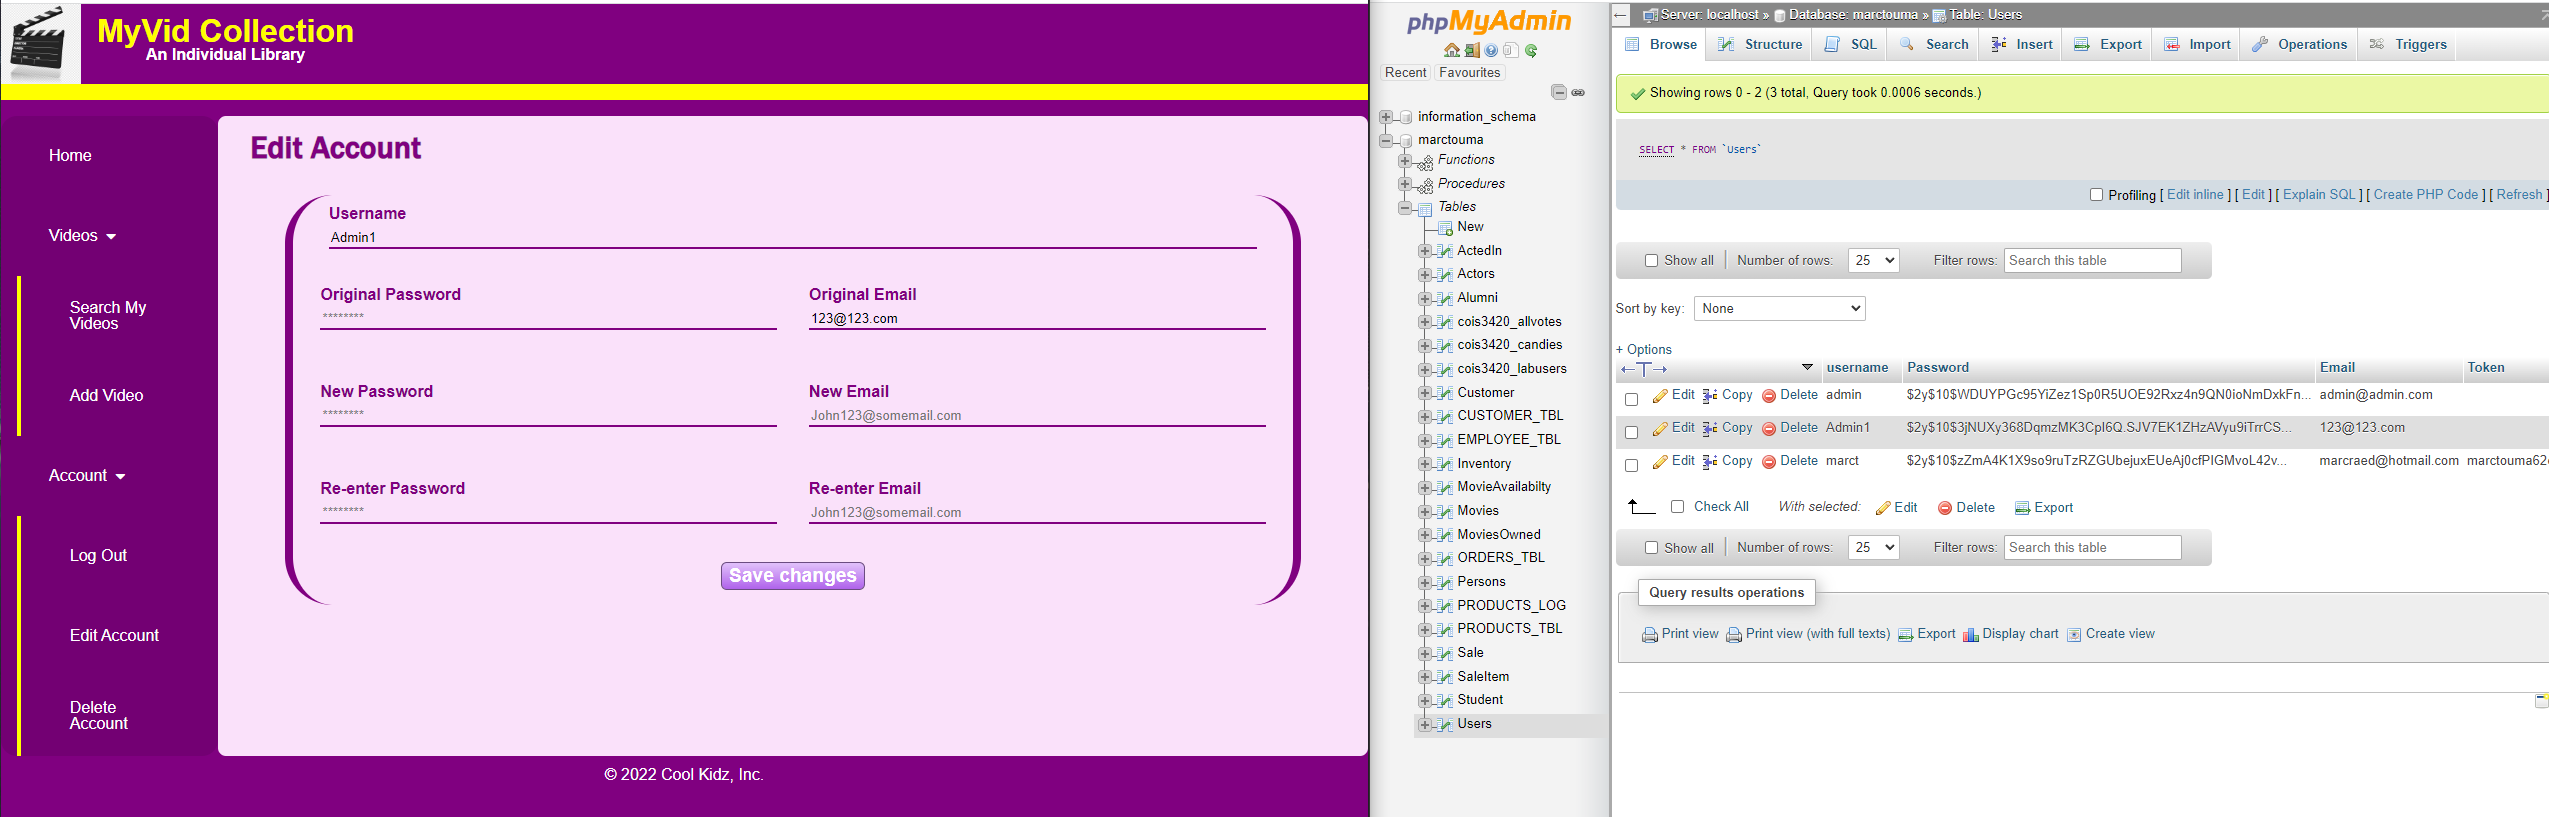 MyVid Collection
An Individual Library
Home
Videos
Search My
Videos
Add Video
Account
Log Out
Edit Account
Delete
Account
Edit Account
Username
Admin1
Original Password
********
Original Email
123@123.com
New Password
********
New Email
John123@somemail.com
Re-enter Password
********
Re-enter Email
John123@somemail.com
Save changes
© 2022 Cool Kidz, Inc.
phpMyAdmin
Recent Favourites
information_schema
marctouma
Functions
Procedures
Tables
New
ActedIn
Actors
Alumni
cois3420_allvotes
cois3420_candies
cois3420_labusers
Customer
CUSTOMER_TBL
EMPLOYEE_TBL
Inventory
MovieAvailabilty
Movies
MoviesOwned
ORDERS_TBL
Persons
PRODUCTS_LOG
PRODUCTS_TBL
Sale
SaleItem
Student
Users
Server: localhost » Database: marctouma » Table: Users
Browse Structure SQL Search Insert Export Import Operations Triggers
Showing rows 0 - 2 (3 total, Query took 0.0006 seconds.)
SELECT * FROM `Users`
Profiling [ Edit inline ] [ Edit ] [ Explain SQL ] [ Create PHP Code ] [ Refresh ]
Show all Number of rows: 25 Filter rows: Search this table
Sort by key: None
+ Options
←T→ username Password Email Token
Edit Copy Delete admin $2y$10$WDUYPGc95YiZez1Sp0R5UOE92Rxz4n9QN0ioNmDxkFn... admin@admin.com
Edit Copy Delete Admin1 $2y$10$3jNUXy368DqmzMK3CpI6Q.SJV7EK1ZHzAVyu9iTrrCS... 123@123.com
Edit Copy Delete marct $2y$10$zZmA4K1X9so9ruTzRZGUbejuxEUeAj0cfPIGMvoL42v... marcraed@hotmail.com
Check All With selected: Edit Delete Export
Show all Number of rows: 25 Filter rows: Search this table
Query results operations
Print view Print view (with full texts) Export Display chart Create view